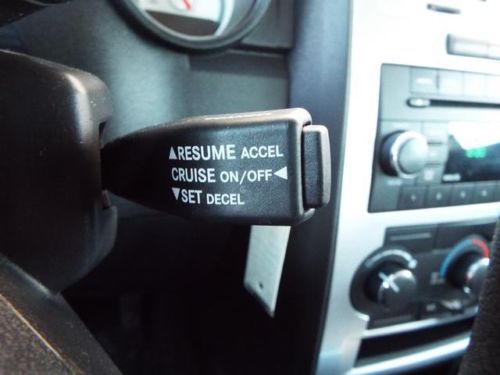 ▲RESUME ACCEL
CRUISE ON/OFF◄
▼SET DECEL